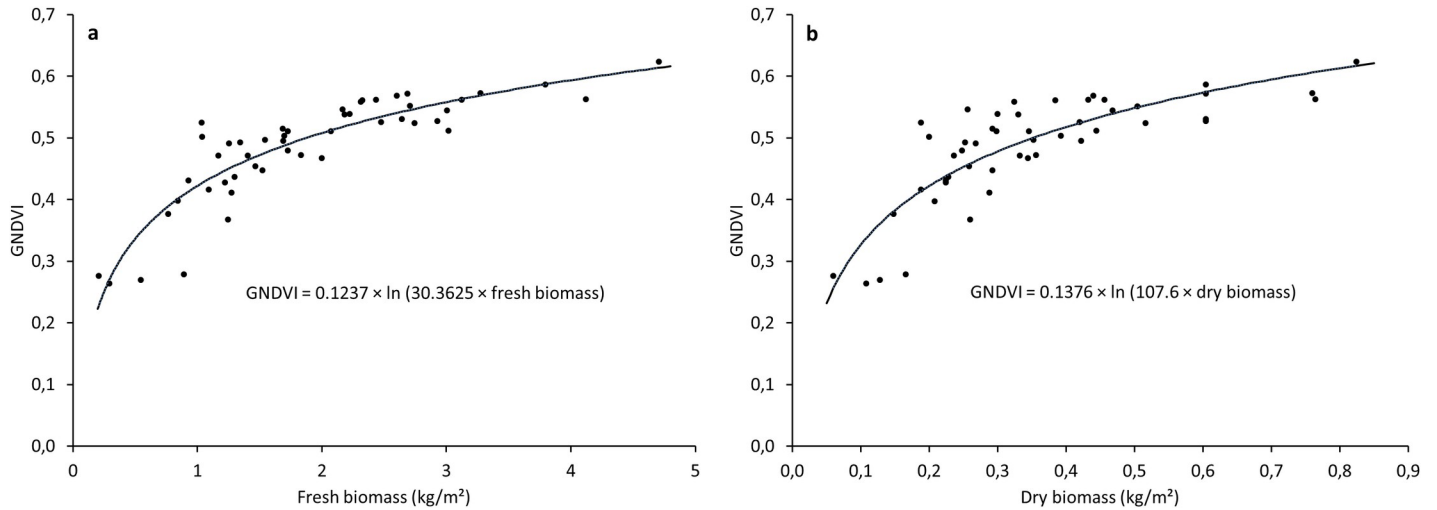 a
0,7
0,6
0,5
0,4
0,3
0,2
0,1
0,0
GNDVI
GNDVI = 0.1237 × ln (30.3625 × fresh biomass)
0 1 2 3 4 5
Fresh biomass (kg/m²)
b
0,7
0,6
0,5
0,4
0,3
0,2
0,1
0,0
GNDVI
GNDVI = 0.1376 × ln (107.6 × dry biomass)
0,0 0,1 0,2 0,3 0,4 0,5 0,6 0,7 0,8 0,9
Dry biomass (kg/m²)